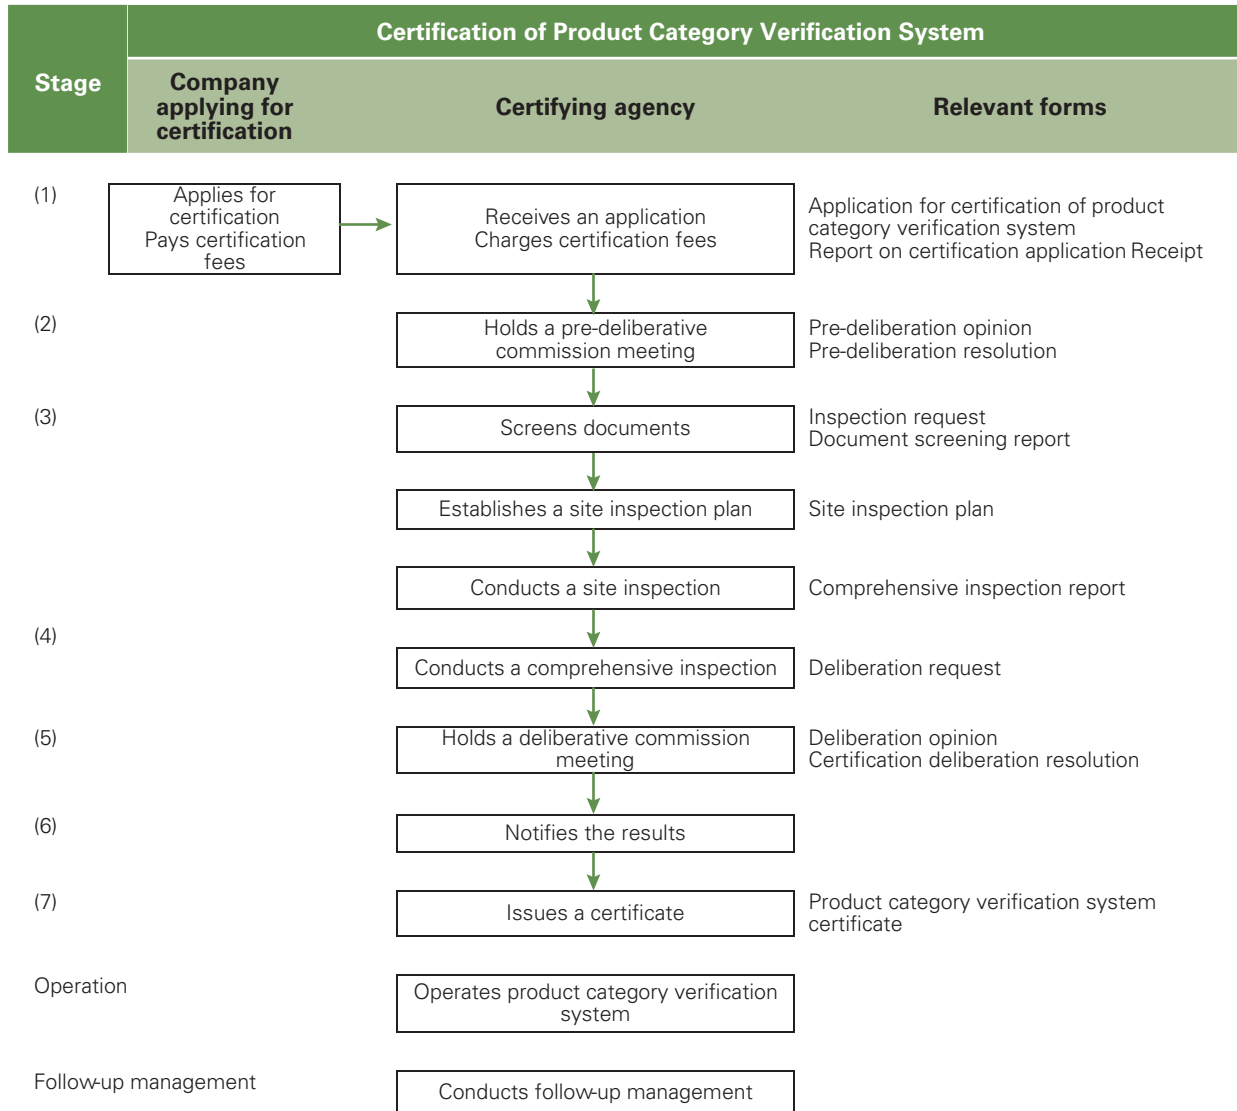 Certification of Product Category Verification System
Stage
Company
applying for
certification
Certifying agency
Relevant forms
(1)
Applies for
certification
Pays certification
fees
Receives an application
Charges certification fees
Application for certification of product
category verification system
Report on certification application Receipt
(2)
Holds a pre-deliberative
commission meeting
Pre-deliberation opinion
Pre-deliberation resolution
(3)
Screens documents
Inspection request
Document screening report
Establishes a site inspection plan
Site inspection plan
Conducts a site inspection
Comprehensive inspection report
(4)
Conducts a comprehensive inspection
Deliberation request
(5)
Holds a deliberative commission
meeting
Deliberation opinion
Certification deliberation resolution
(6)
Notifies the results
(7)
Issues a certificate
Product category verification system
certificate
Operation
Operates product category verification
system
Follow-up management
Conducts follow-up management